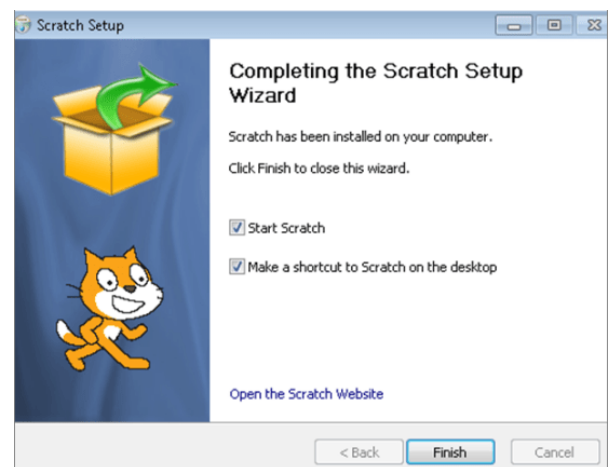 Scratch Setup
Completing the Scratch Setup
Wizard
Scratch has been installed on your computer.
Click Finish to close this wizard.
Start Scratch
Make a shortcut to Scratch on the desktop
Open the Scratch Website
< Back Finish Cancel